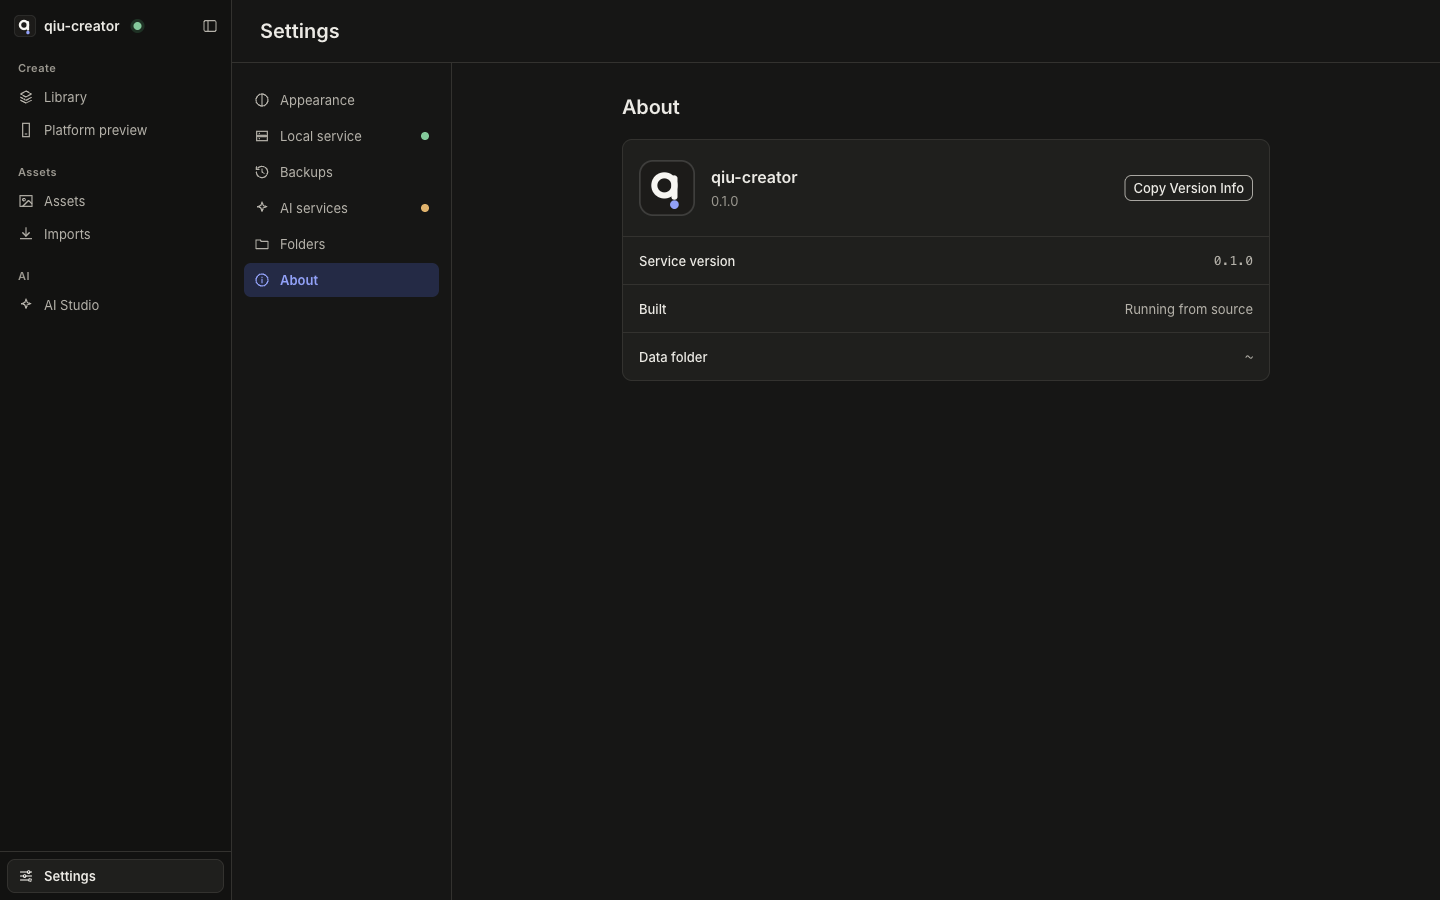 qiu-creator
Create
Library
Platform preview
Assets
Assets
Imports
AI
AI Studio
Settings
Settings
Appearance
Local service
Backups
AI services
Folders
About
About
qiu-creator
0.1.0
Copy Version Info
Service version 0.1.0
Built Running from source
Data folder ~